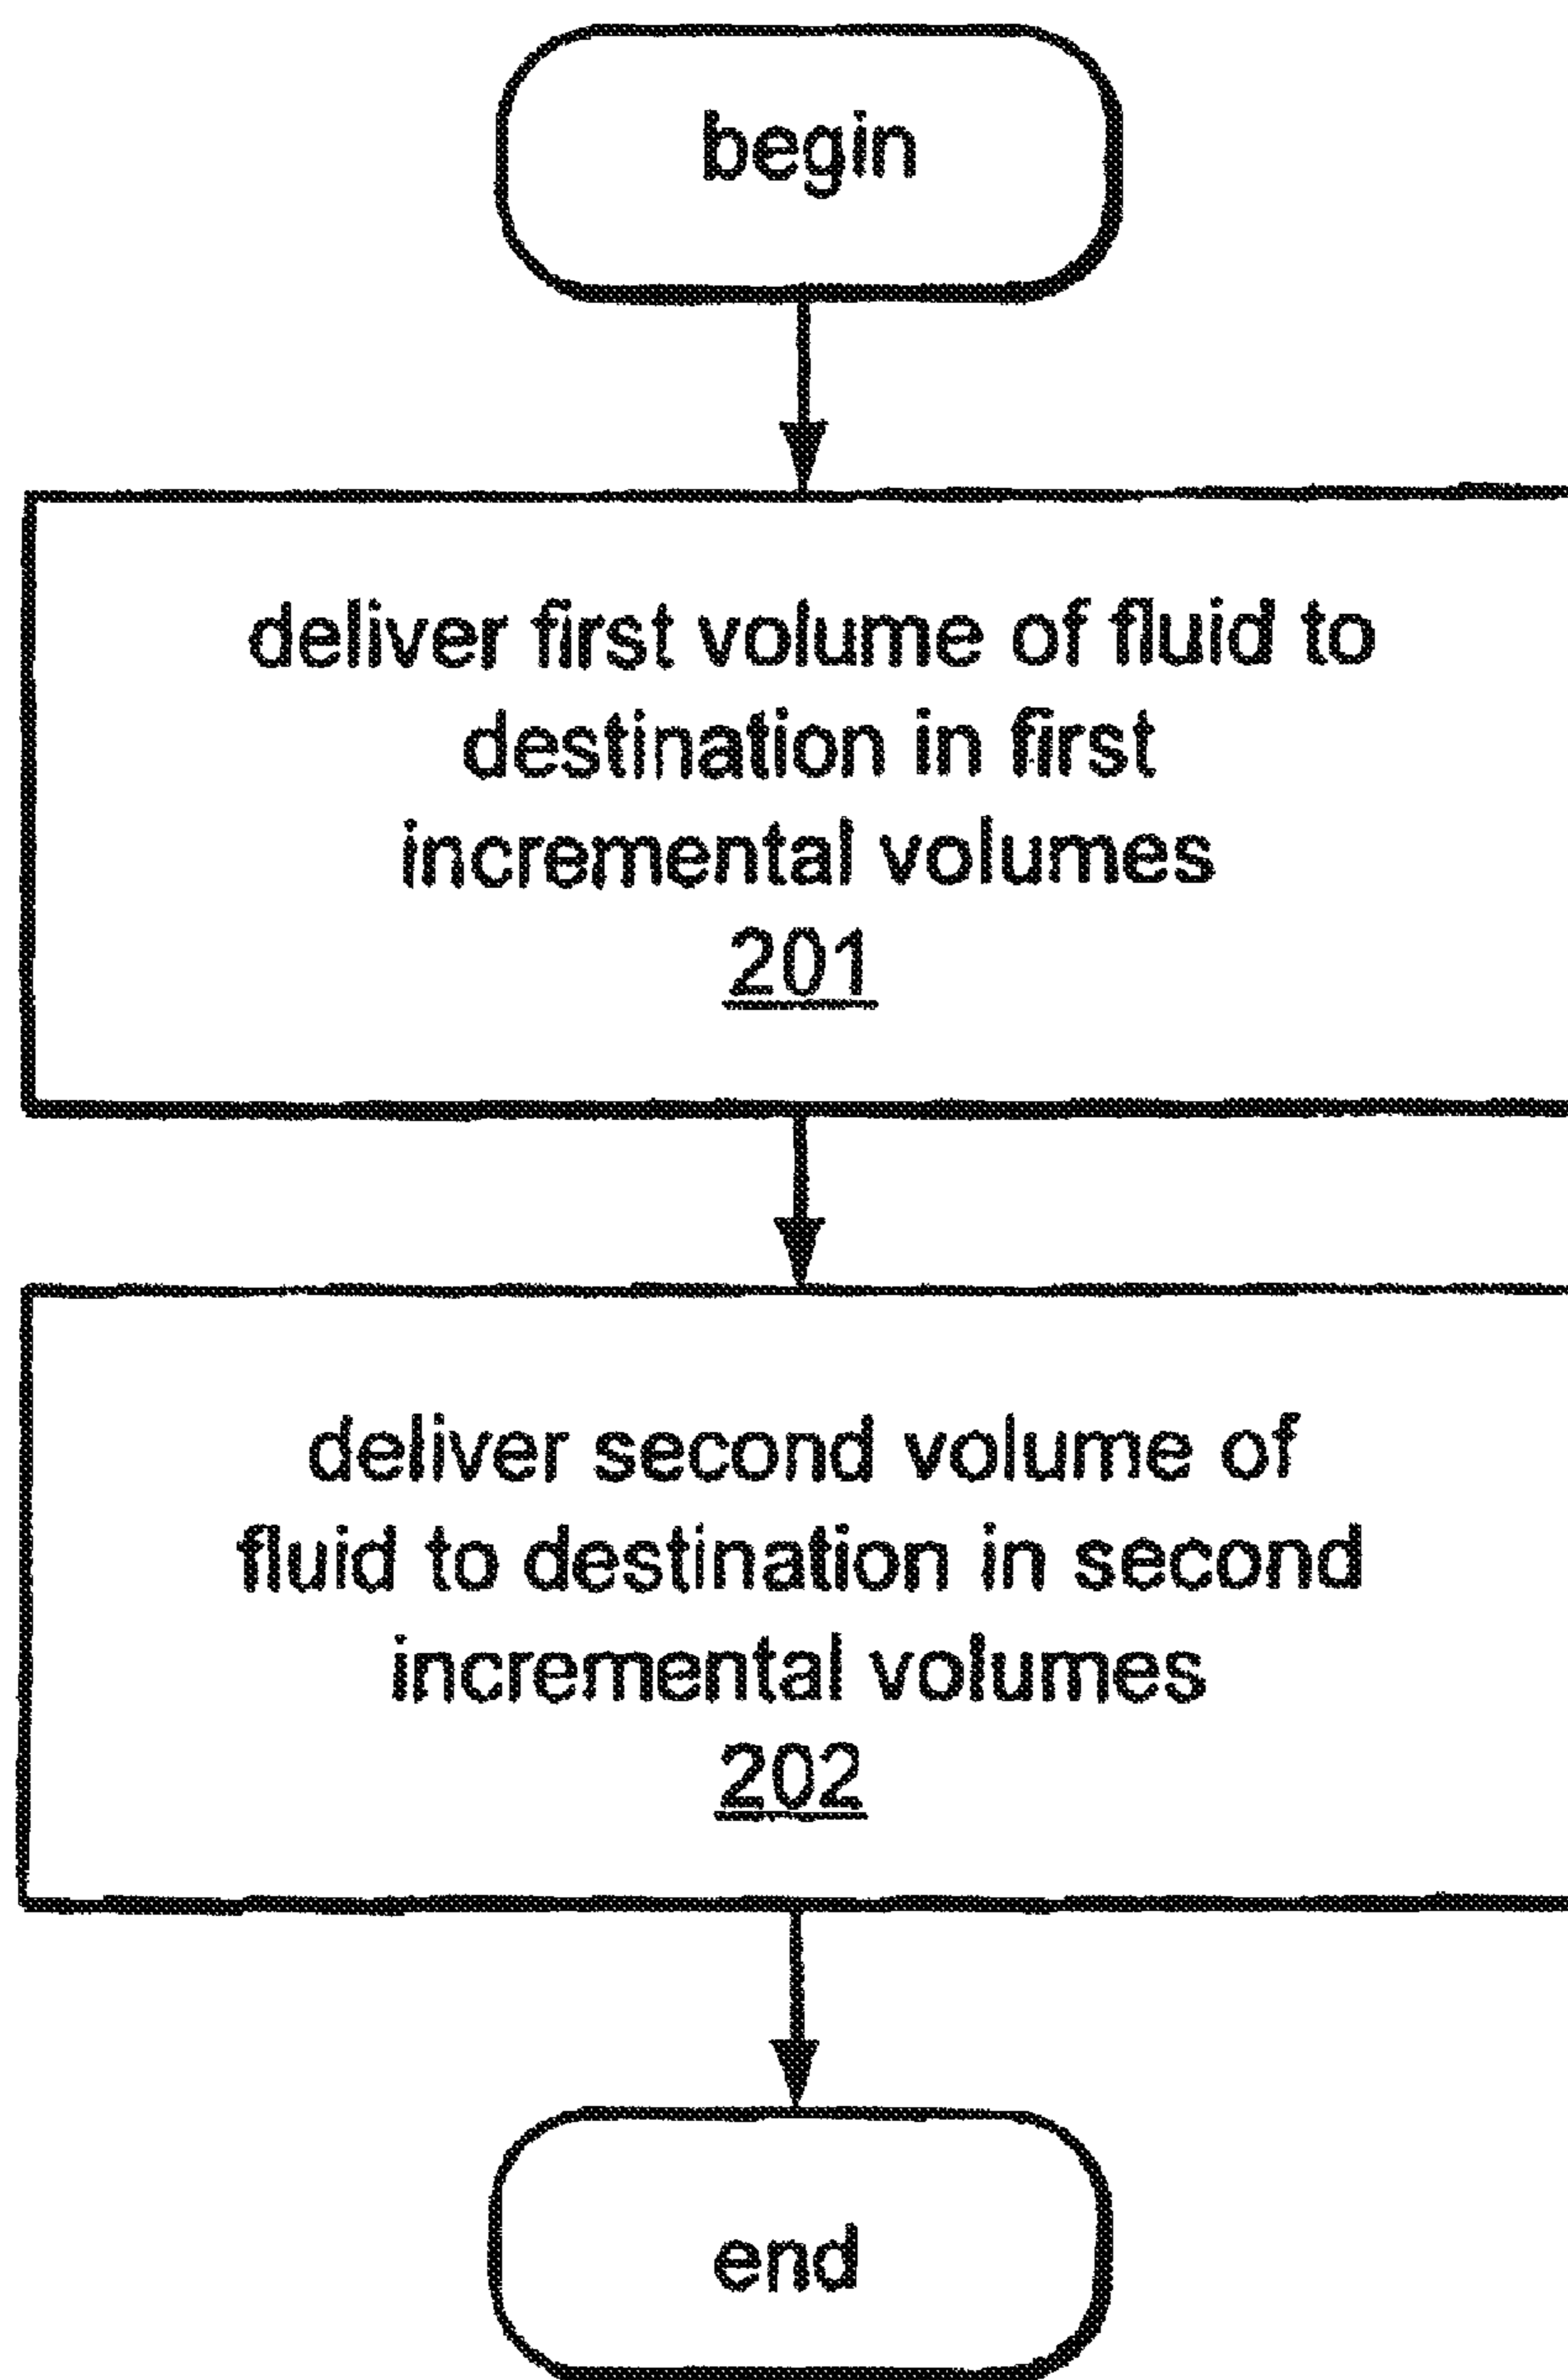 begin
deliver first volume of fluid to
destination in first
incremental volumes
201
deliver second volume of
fluid to destination in second
incremental volumes
202
end